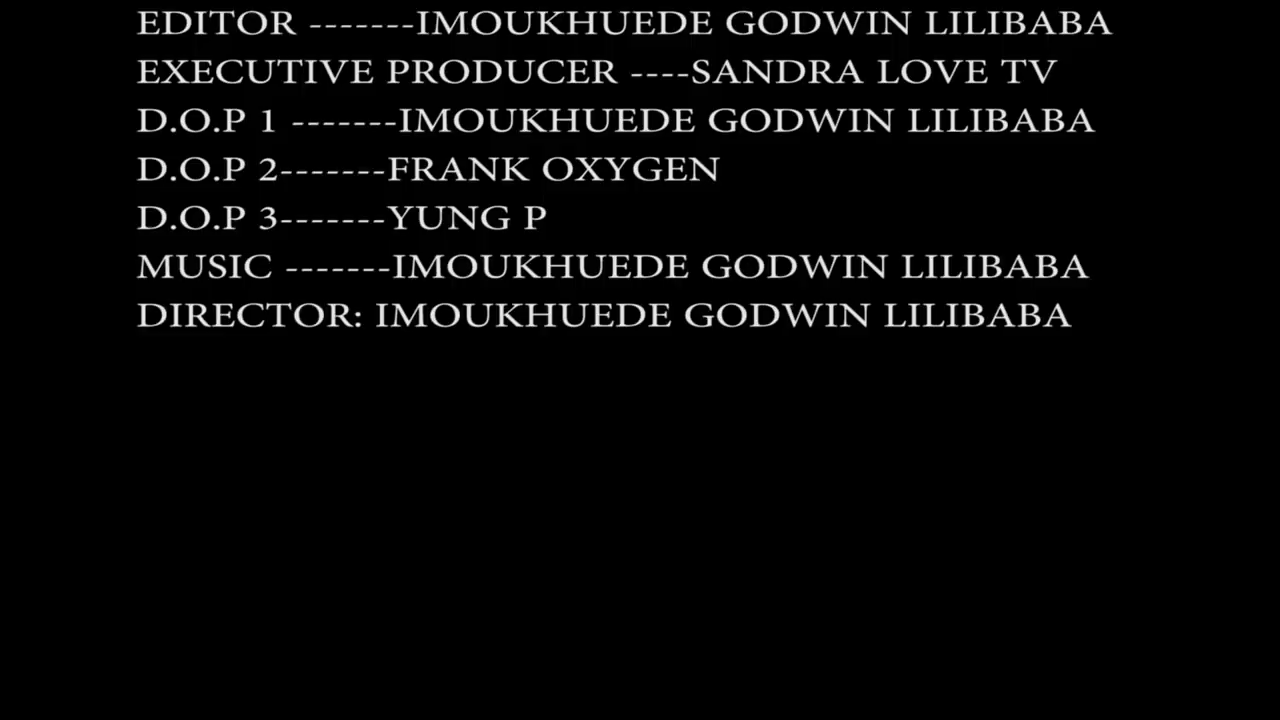 EDITOR -------IMOUKHUEDE GODWIN LILIBABA
EXECUTIVE PRODUCER ----SANDRA LOVE TV
D.O.P 1 -------IMOUKHUEDE GODWIN LILIBABA
D.O.P 2-------FRANK OXYGEN
D.O.P 3-------YUNG P
MUSIC -------IMOUKHUEDE GODWIN LILIBABA
DIRECTOR: IMOUKHUEDE GODWIN LILIBABA